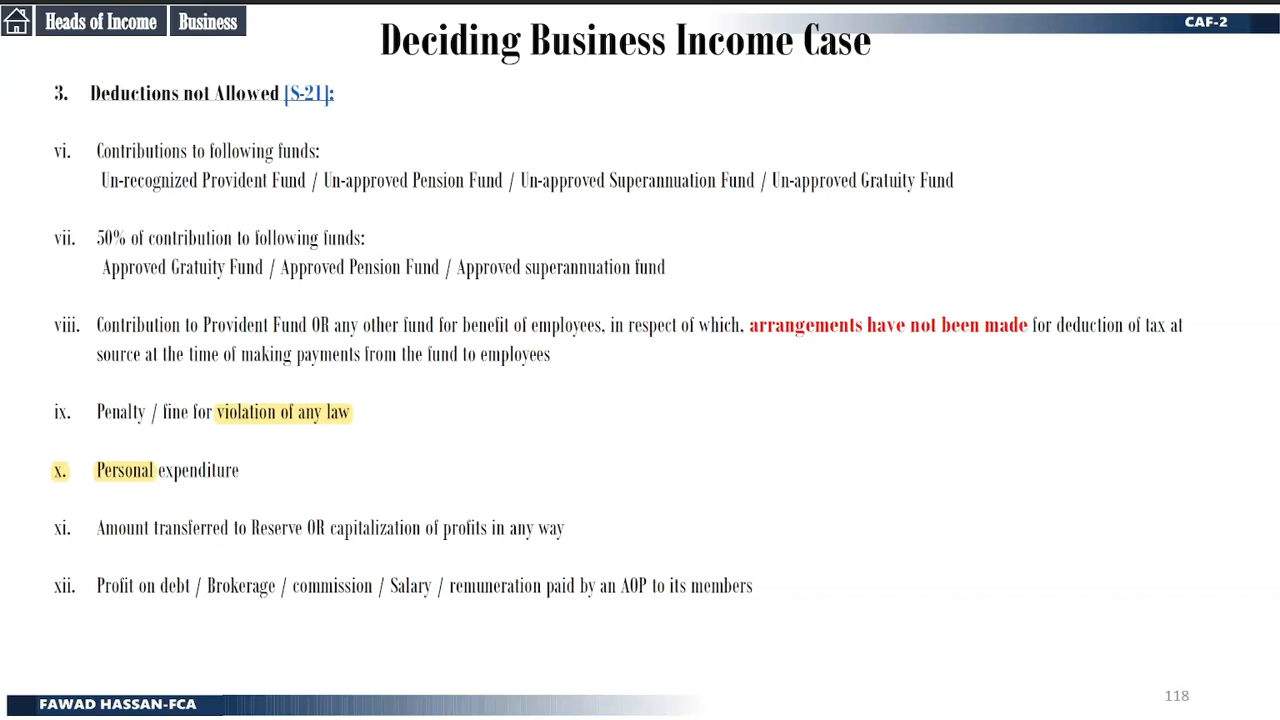 Heads of Income Business CAF-2
Deciding Business Income Case
3. Deductions not Allowed [S-21]:
vi. Contributions to following funds:
Un-recognized Provident Fund / Un-approved Pension Fund / Un-approved Superannuation Fund / Un-approved Gratuity Fund
vii. 50% of contribution to following funds:
Approved Gratuity Fund / Approved Pension Fund / Approved superannuation fund
viii. Contribution to Provident Fund OR any other fund for benefit of employees, in respect of which, arrangements have not been made for deduction of tax at
source at the time of making payments from the fund to employees
ix. Penalty / fine for violation of any law
x. Personal expenditure
xi. Amount transferred to Reserve OR capitalization of profits in any way
xii. Profit on debt / Brokerage / commission / Salary / remuneration paid by an AOP to its members
118
FAWAD HASSAN-FCA